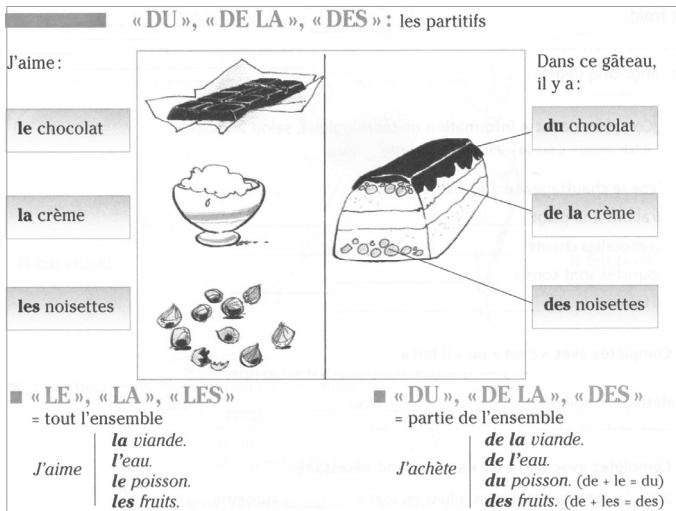 « DU », « DE LA », « DES » : les partitifs
J'aime :
le chocolat
la crème
les noisettes
Dans ce gâteau,
il y a :
du chocolat
de la crème
des noisettes
■ « LE », « LA », « LES »
= tout l'ensemble
J'aime
la viande.
l'eau.
le poisson.
les fruits.
■ « DU », « DE LA », « DES »
= partie de l'ensemble
J'achète
de la viande.
de l'eau.
du poisson. (de + le = du)
des fruits. (de + les = des)